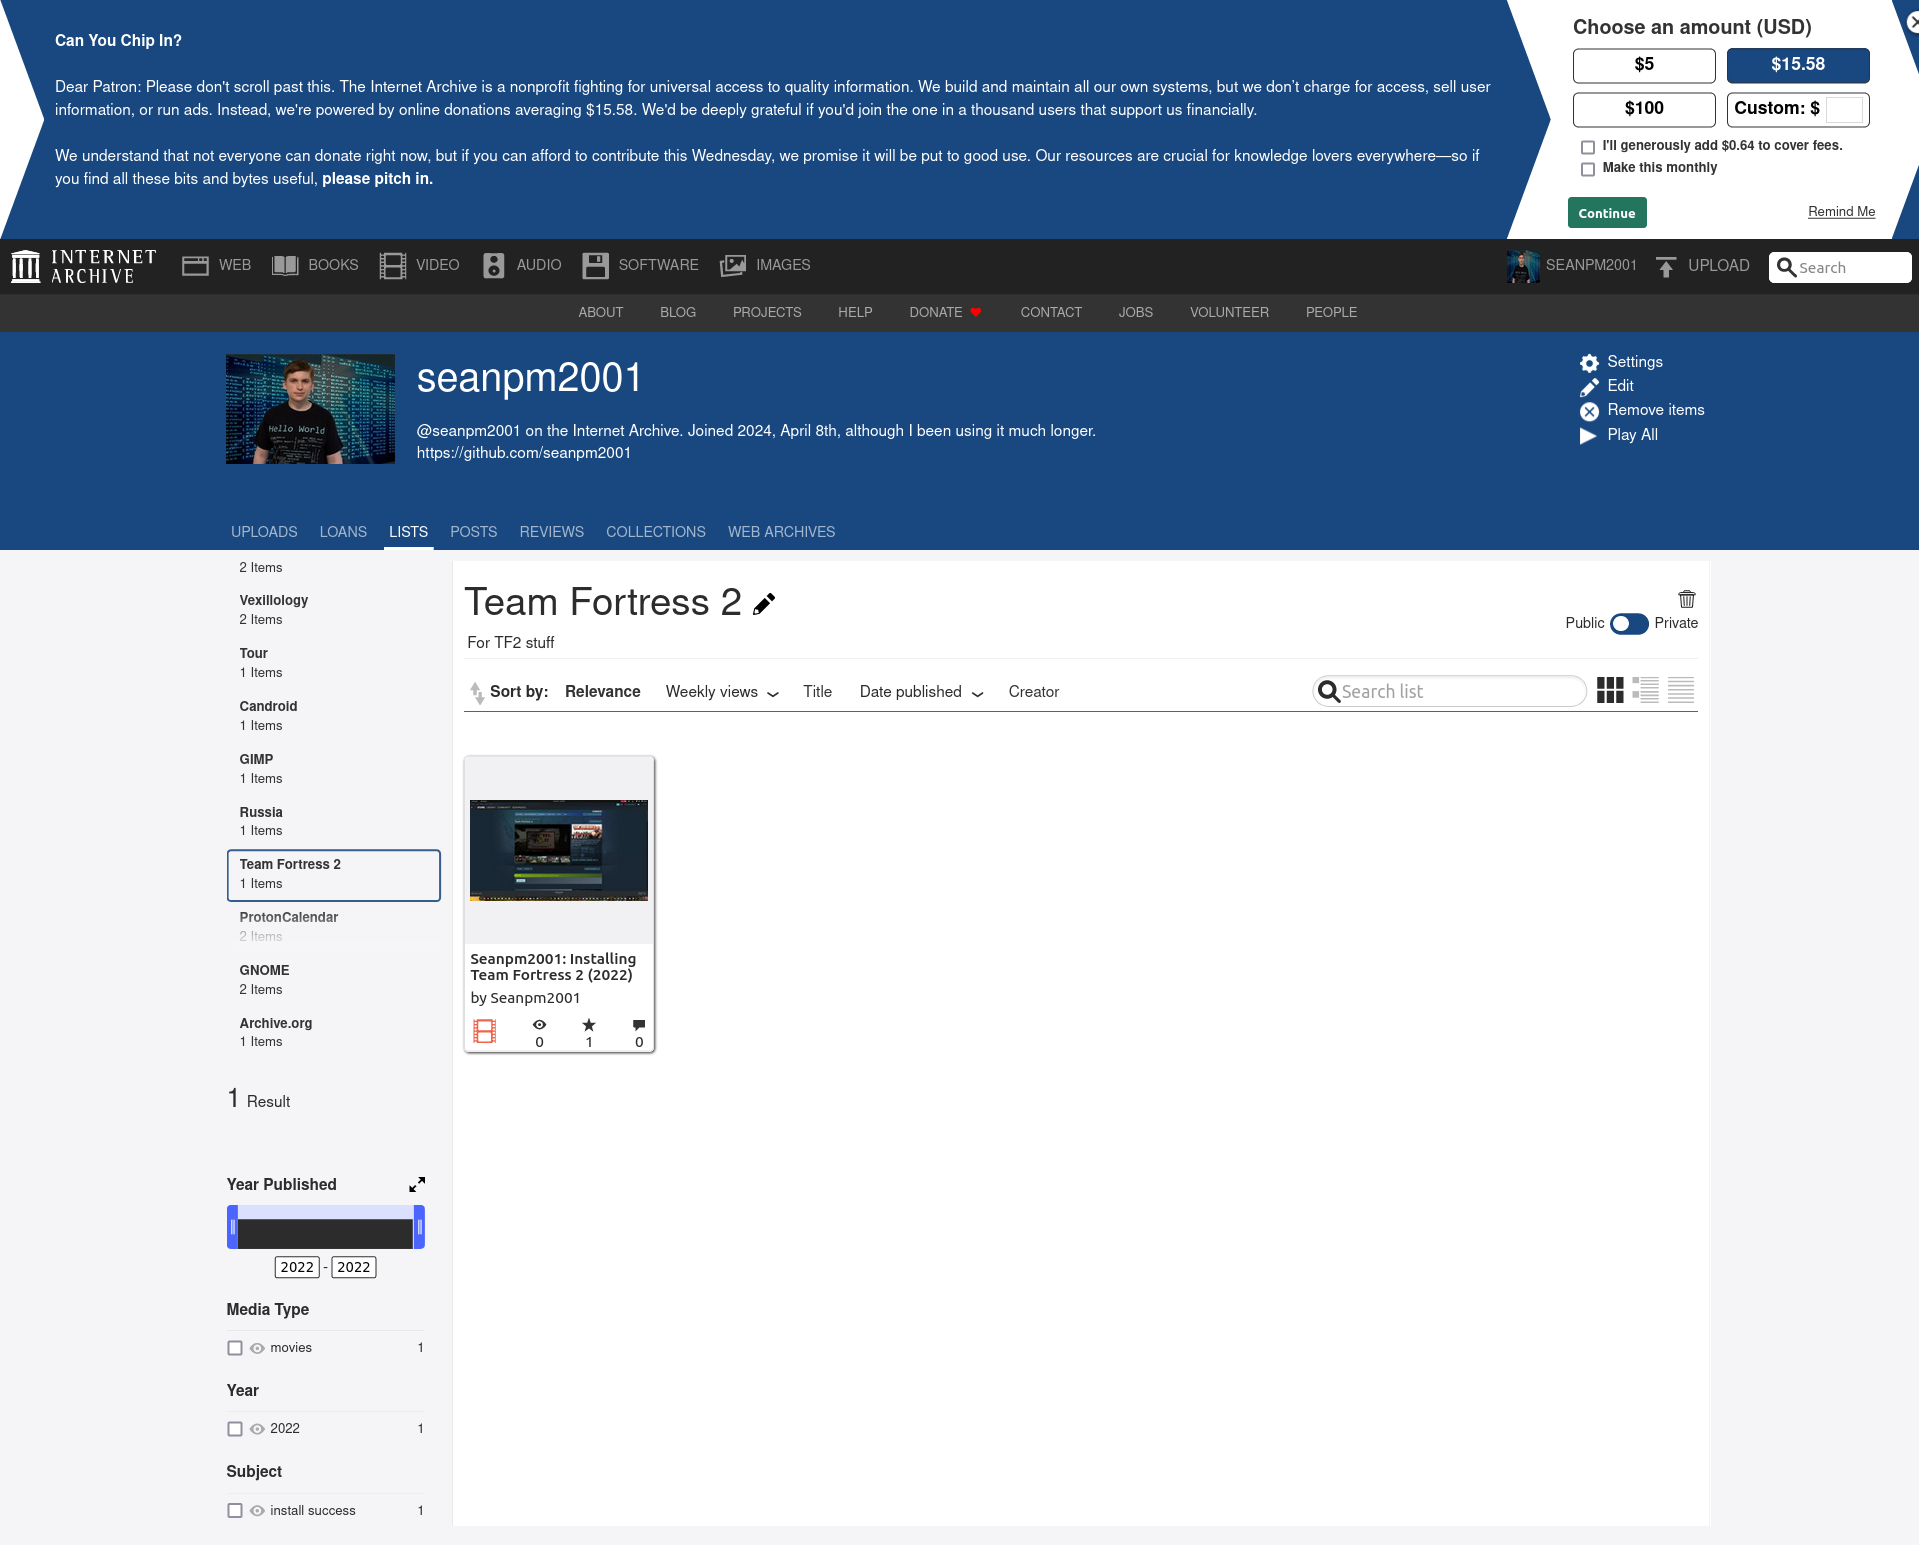 Can You Chip In?
Dear Patron: Please don't scroll past this. The Internet Archive is a nonprofit fighting for universal access to quality information. We build and maintain all our own systems, but we don’t charge for access, sell user
information, or run ads. Instead, we're powered by online donations averaging $15.58. We'd be deeply grateful if you'd join the one in a thousand users that support us financially.
We understand that not everyone can donate right now, but if you can afford to contribute this Wednesday, we promise it will be put to good use. Our resources are crucial for knowledge lovers everywhere—so if
you find all these bits and bytes useful, please pitch in.
Choose an amount (USD)
$5
$15.58
$100
Custom: $
I'll generously add $0.64 to cover fees.
Make this monthly
Continue
Remind Me
INTERNET
ARCHIVE
WEB
BOOKS
VIDEO
AUDIO
SOFTWARE
IMAGES
SEANPM2001
UPLOAD
Search
ABOUT
BLOG
PROJECTS
HELP
DONATE
CONTACT
JOBS
VOLUNTEER
PEOPLE
Hello World
seanpm2001
@seanpm2001 on the Internet Archive. Joined 2024, April 8th, although I been using it much longer.
https://github.com/seanpm2001
Settings
Edit
Remove items
Play All
UPLOADS
LOANS
LISTS
POSTS
REVIEWS
COLLECTIONS
WEB ARCHIVES
2 Items
Vexillology
2 Items
Tour
1 Items
Candroid
1 Items
GIMP
1 Items
Russia
1 Items
Team Fortress 2
1 Items
ProtonCalendar
2 Items
GNOME
2 Items
Archive.org
1 Items
1 Result
Year Published
2022 - 2022
Media Type
movies 1
Year
2022 1
Subject
install success 1
Team Fortress 2
For TF2 stuff
Public
Private
Sort by:
Relevance
Weekly views
Title
Date published
Creator
Search list
Seanpm2001: Installing
Team Fortress 2 (2022)
by Seanpm2001
0
1
0